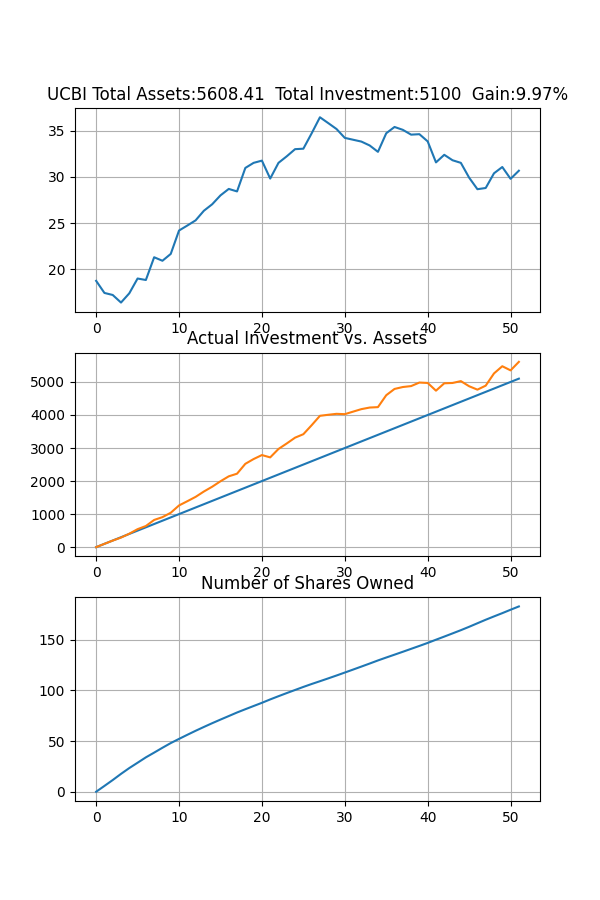 UCBI Total Assets:5608.41  Total Investment:5100  Gain:9.97%
35
30
25
20
0 10 20 30 40 50
Actual Investment vs. Assets
5000
4000
3000
2000
1000
0
0 10 20 30 40 50
Number of Shares Owned
150
100
50
0
0 10 20 30 40 50